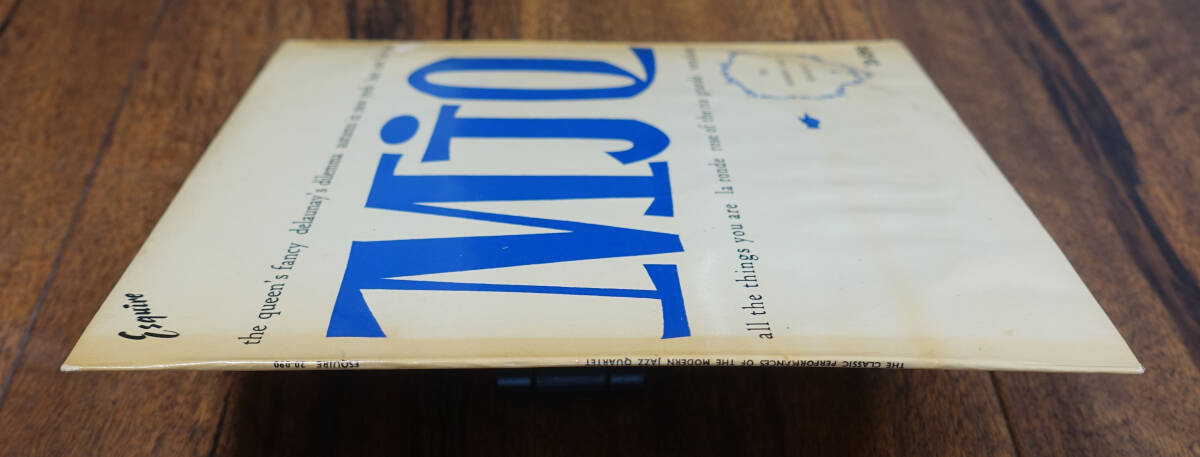 Esquire
the queen's fancy delaunay's dilemma autumn in new york but not for me
MJQ
all the things you are la ronde rose of the rio grande vendome
THE CLASSIC PERFORMANCES OF THE MODERN JAZZ QUARTET
ESQUIRE 20-090